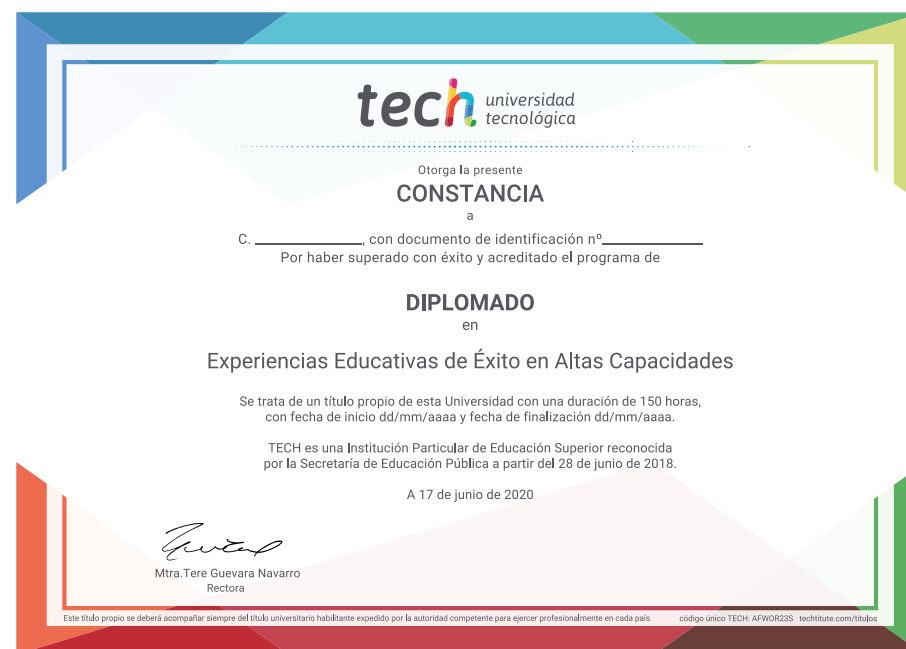 tech universidad
tecnológica
Otorga la presente
CONSTANCIA
a
C. ______________, con documento de identificación nº_____________
Por haber superado con éxito y acreditado el programa de
DIPLOMADO
en
Experiencias Educativas de Éxito en Altas Capacidades
Se trata de un título propio de esta Universidad con una duración de 150 horas,
con fecha de inicio dd/mm/aaaa y fecha de finalización dd/mm/aaaa.
TECH es una Institución Particular de Educación Superior reconocida
por la Secretaría de Educación Pública a partir del 28 de junio de 2018.
A 17 de junio de 2020
Mtra.Tere Guevara Navarro
Rectora
Este título propio se deberá acompañar siempre del título universitario habilitante expedido por la autoridad competente para ejercer profesionalmente en cada país. código único TECH: AFWOR23S techtitute.com/titulos